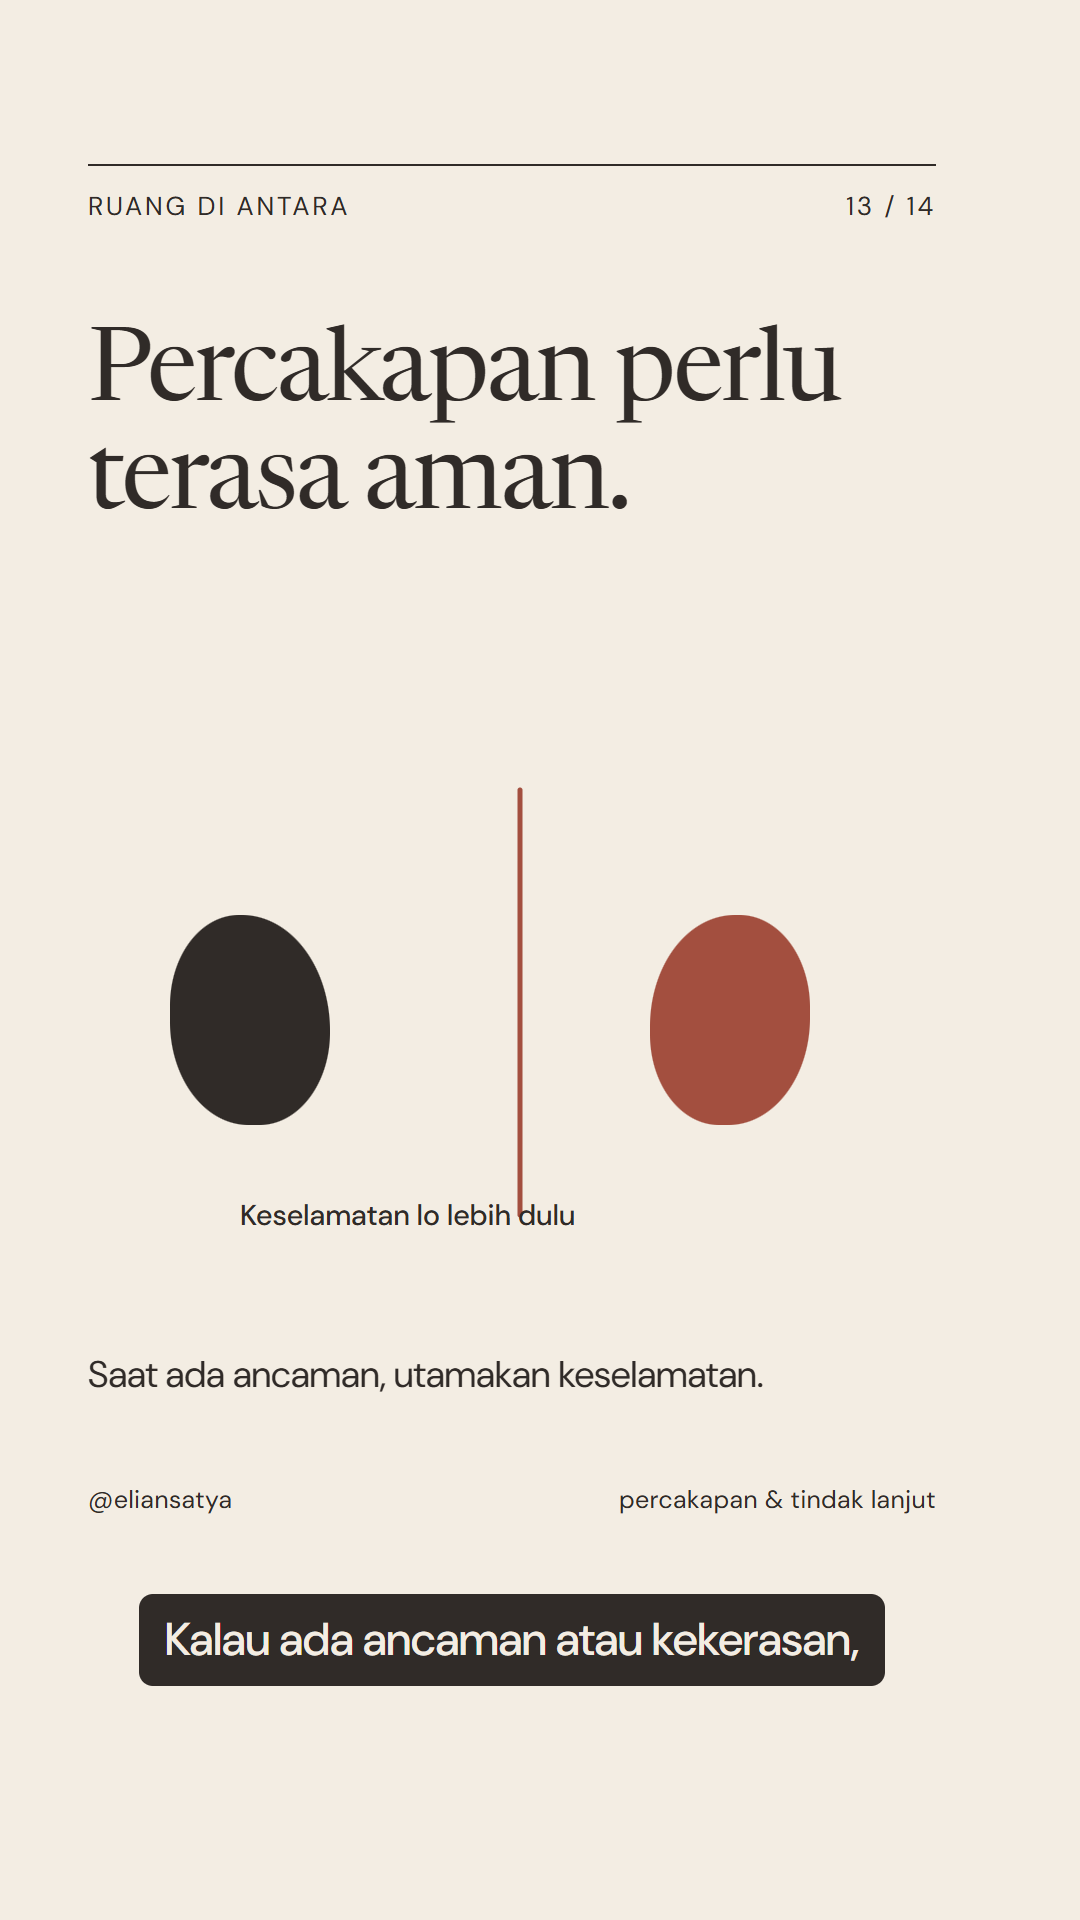 RUANG DI ANTARA
13 / 14
Percakapan perlu
terasa aman.
Keselamatan lo lebih dulu
Saat ada ancaman, utamakan keselamatan.
@eliansatya
percakapan & tindak lanjut
Kalau ada ancaman atau kekerasan,